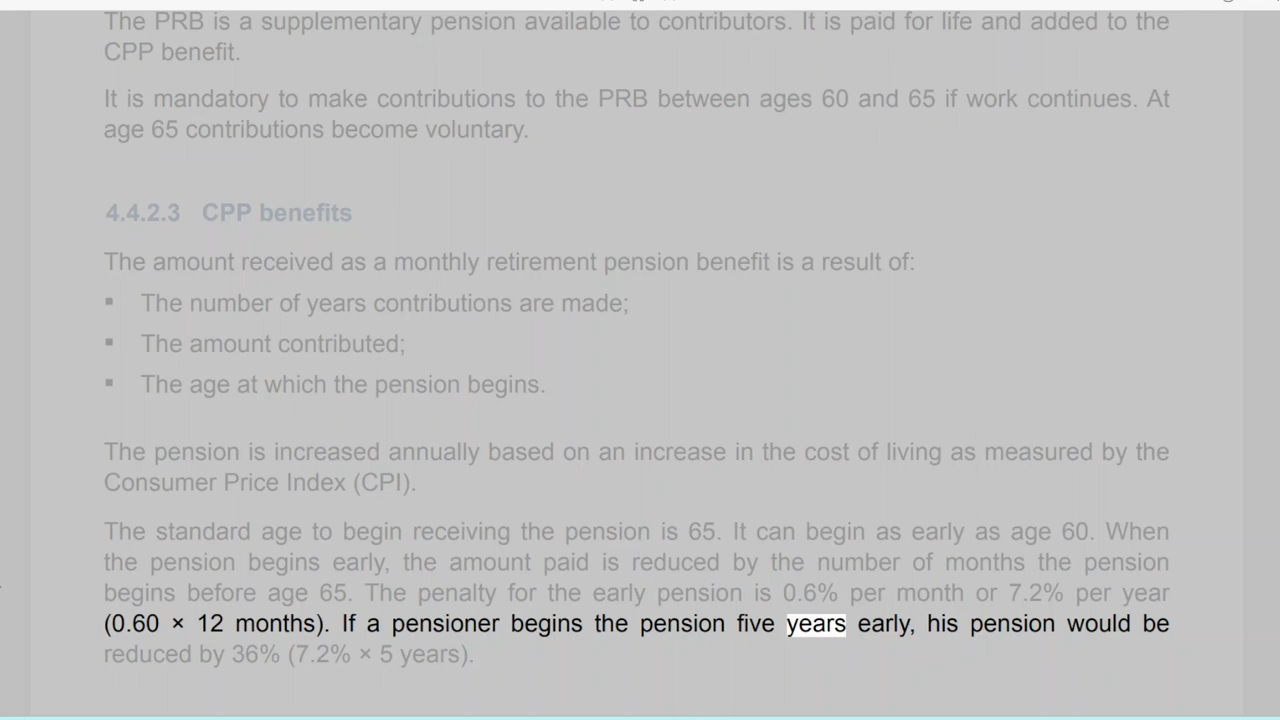 The PRB is a supplementary pension available to contributors. It is paid for life and added to the
CPP benefit.
It is mandatory to make contributions to the PRB between ages 60 and 65 if work continues. At
age 65 contributions become voluntary.
4.4.2.3 CPP benefits
The amount received as a monthly retirement pension benefit is a result of:
▪ The number of years contributions are made;
▪ The amount contributed;
▪ The age at which the pension begins.
The pension is increased annually based on an increase in the cost of living as measured by the
Consumer Price Index (CPI).
The standard age to begin receiving the pension is 65. It can begin as early as age 60. When
the pension begins early, the amount paid is reduced by the number of months the pension
begins before age 65. The penalty for the early pension is 0.6% per month or 7.2% per year
(0.60 × 12 months). If a pensioner begins the pension five years early, his pension would be
reduced by 36% (7.2% × 5 years).